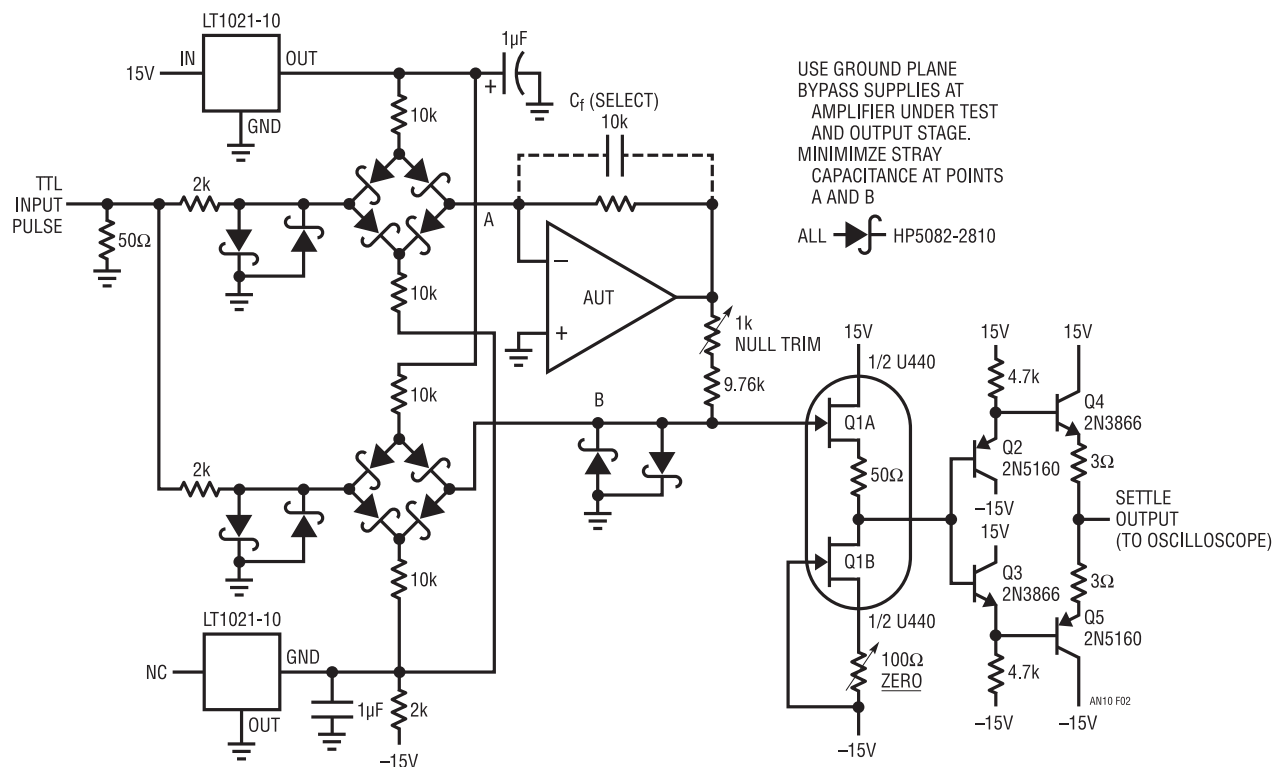 LT1021-10
IN
OUT
15V
GND
1µF
+
Cf (SELECT)
10k
10k
USE GROUND PLANE
BYPASS SUPPLIES AT
AMPLIFIER UNDER TEST
AND OUTPUT STAGE.
MINIMIMZE STRAY
CAPACITANCE AT POINTS
A AND B
ALL
HP5082-2810
TTL
INPUT
PULSE
2k
50Ω
A
10k
–
AUT
+
1k
NULL TRIM
9.76k
10k
B
15V
1/2 U440
Q1A
50Ω
Q1B
1/2 U440
100Ω
ZERO
–15V
15V
15V
4.7k
Q4
2N3866
Q2
2N5160
3Ω
–15V
15V
SETTLE
OUTPUT
(TO OSCILLOSCOPE)
Q3
2N3866
3Ω
Q5
2N5160
4.7k
–15V
–15V
AN10 F02
2k
10k
LT1021-10
NC
GND
OUT
1µF
2k
–15V